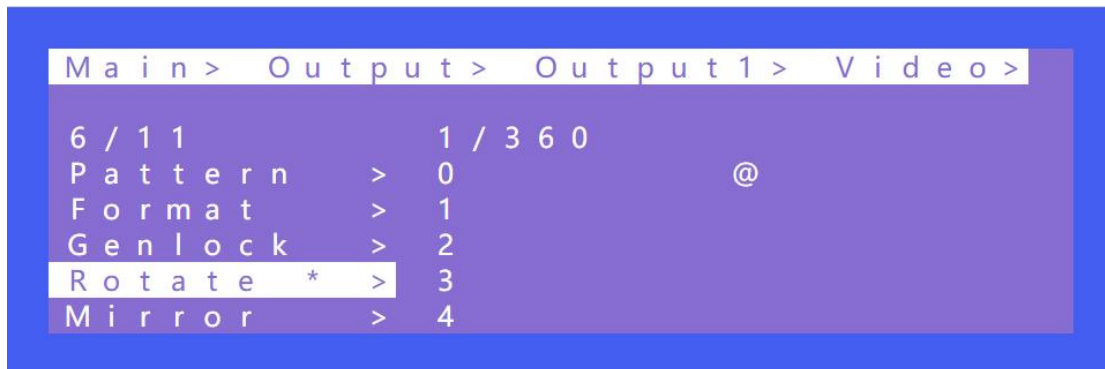 Main> Output> Output1> Video>
6/11 1/360
Pattern > 0 @
Format > 1
Genlock > 2
Rotate * > 3
Mirror > 4